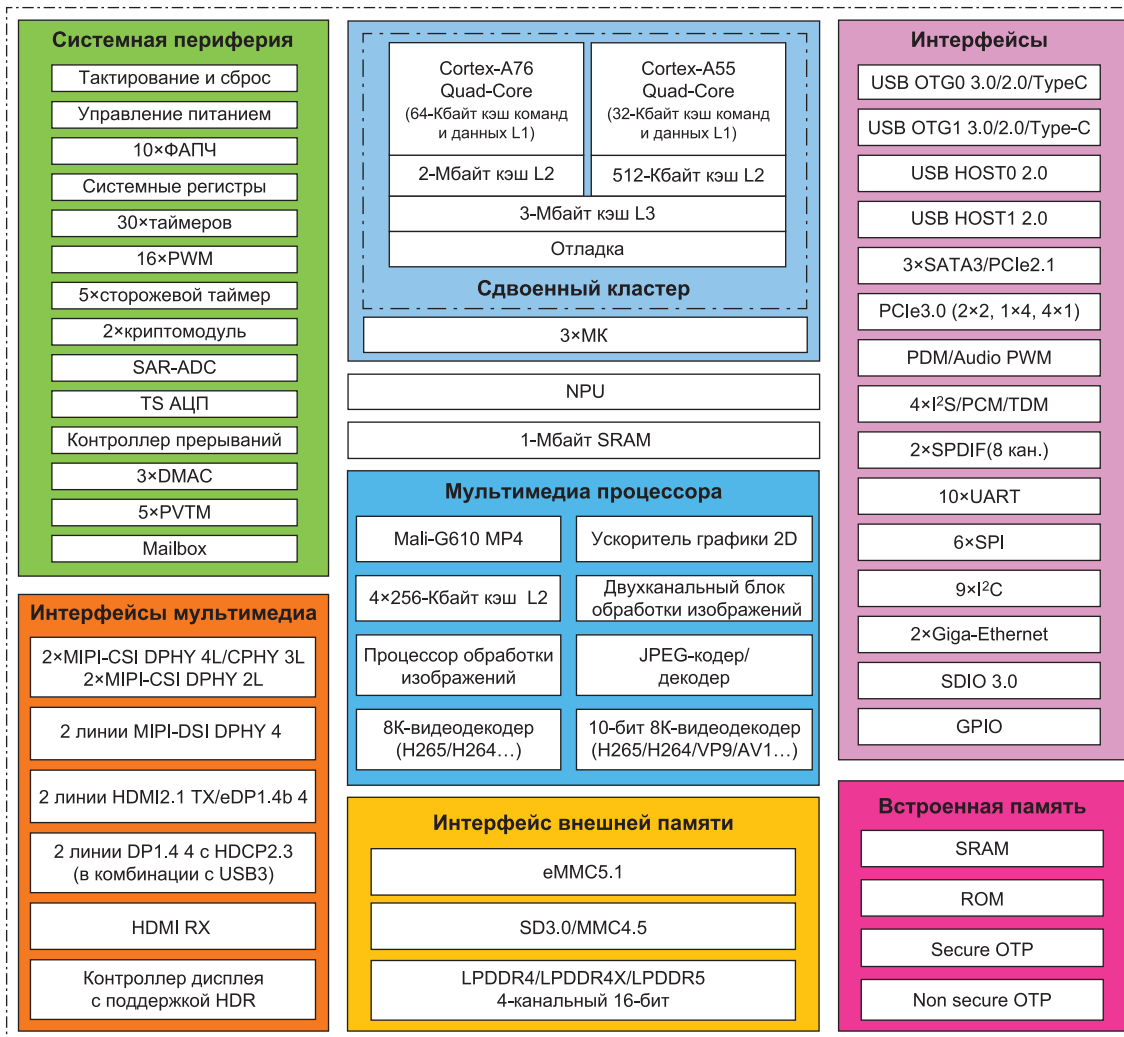 Системная периферия
Тактирование и сброс
Управление питанием
10×ФАПЧ
Системные регистры
30×таймеров
16×PWM
5×сторожевой таймер
2×криптомодуль
SAR-ADC
TS АЦП
Контроллер прерываний
3×DMAC
5×PVTM
Mailbox
Интерфейсы мультимедиа
2×MIPI-CSI DPHY 4L/CPHY 3L
2×MIPI-CSI DPHY 2L
2 линии MIPI-DSI DPHY 4
2 линии HDMI2.1 TX/eDP1.4b 4
2 линии DP1.4 4 с HDCP2.3
(в комбинации с USB3)
HDMI RX
Контроллер дисплея
с поддержкой HDR
Cortex-A76
Quad-Core
(64-Кбайт кэш команд
и данных L1)
2-Мбайт кэш L2
Cortex-A55
Quad-Core
(32-Кбайт кэш команд
и данных L1)
512-Кбайт кэш L2
3-Мбайт кэш L3
Отладка
Сдвоенный кластер
3×МК
NPU
1-Мбайт SRAM
Мультимедиа процессора
Mali-G610 MP4
Ускоритель графики 2D
4×256-Кбайт кэш L2
Двухканальный блок
обработки изображений
Процессор обработки
изображений
JPEG-кодер/
декодер
8К-видеодекодер
(H265/H264...)
10-бит 8К-видеодекодер
(H265/H264/VP9/AV1...)
Интерфейс внешней памяти
eMMC5.1
SD3.0/MMC4.5
LPDDR4/LPDDR4X/LPDDR5
4-канальный 16-бит
Интерфейсы
USB OTG0 3.0/2.0/TypeC
USB OTG1 3.0/2.0/Type-C
USB HOST0 2.0
USB HOST1 2.0
3×SATA3/PCIe2.1
PCIe3.0 (2×2, 1×4, 4×1)
PDM/Audio PWM
4×I²S/PCM/TDM
2×SPDIF(8 кан.)
10×UART
6×SPI
9×I²C
2×Giga-Ethernet
SDIO 3.0
GPIO
Встроенная память
SRAM
ROM
Secure OTP
Non secure OTP